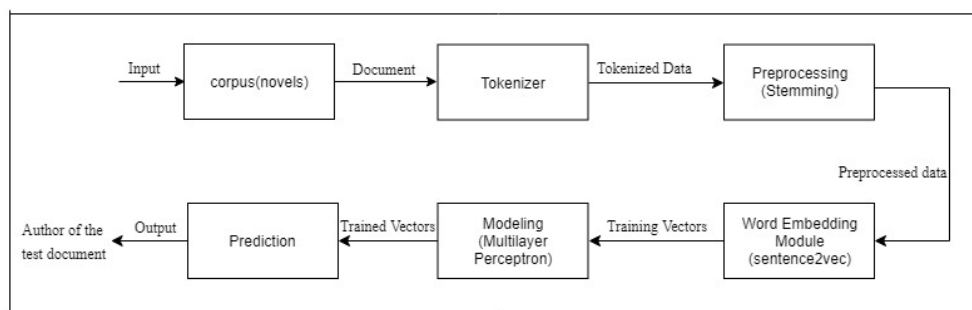 Input
corpus(novels)
Document
Tokenizer
Tokenized Data
Preprocessing
(Stemming)
Preprocessed data
Word Embedding
Module
(sentence2vec)
Training Vectors
Modeling
(Multilayer
Perceptron)
Trained Vectors
Prediction
Output
Author of the
test document